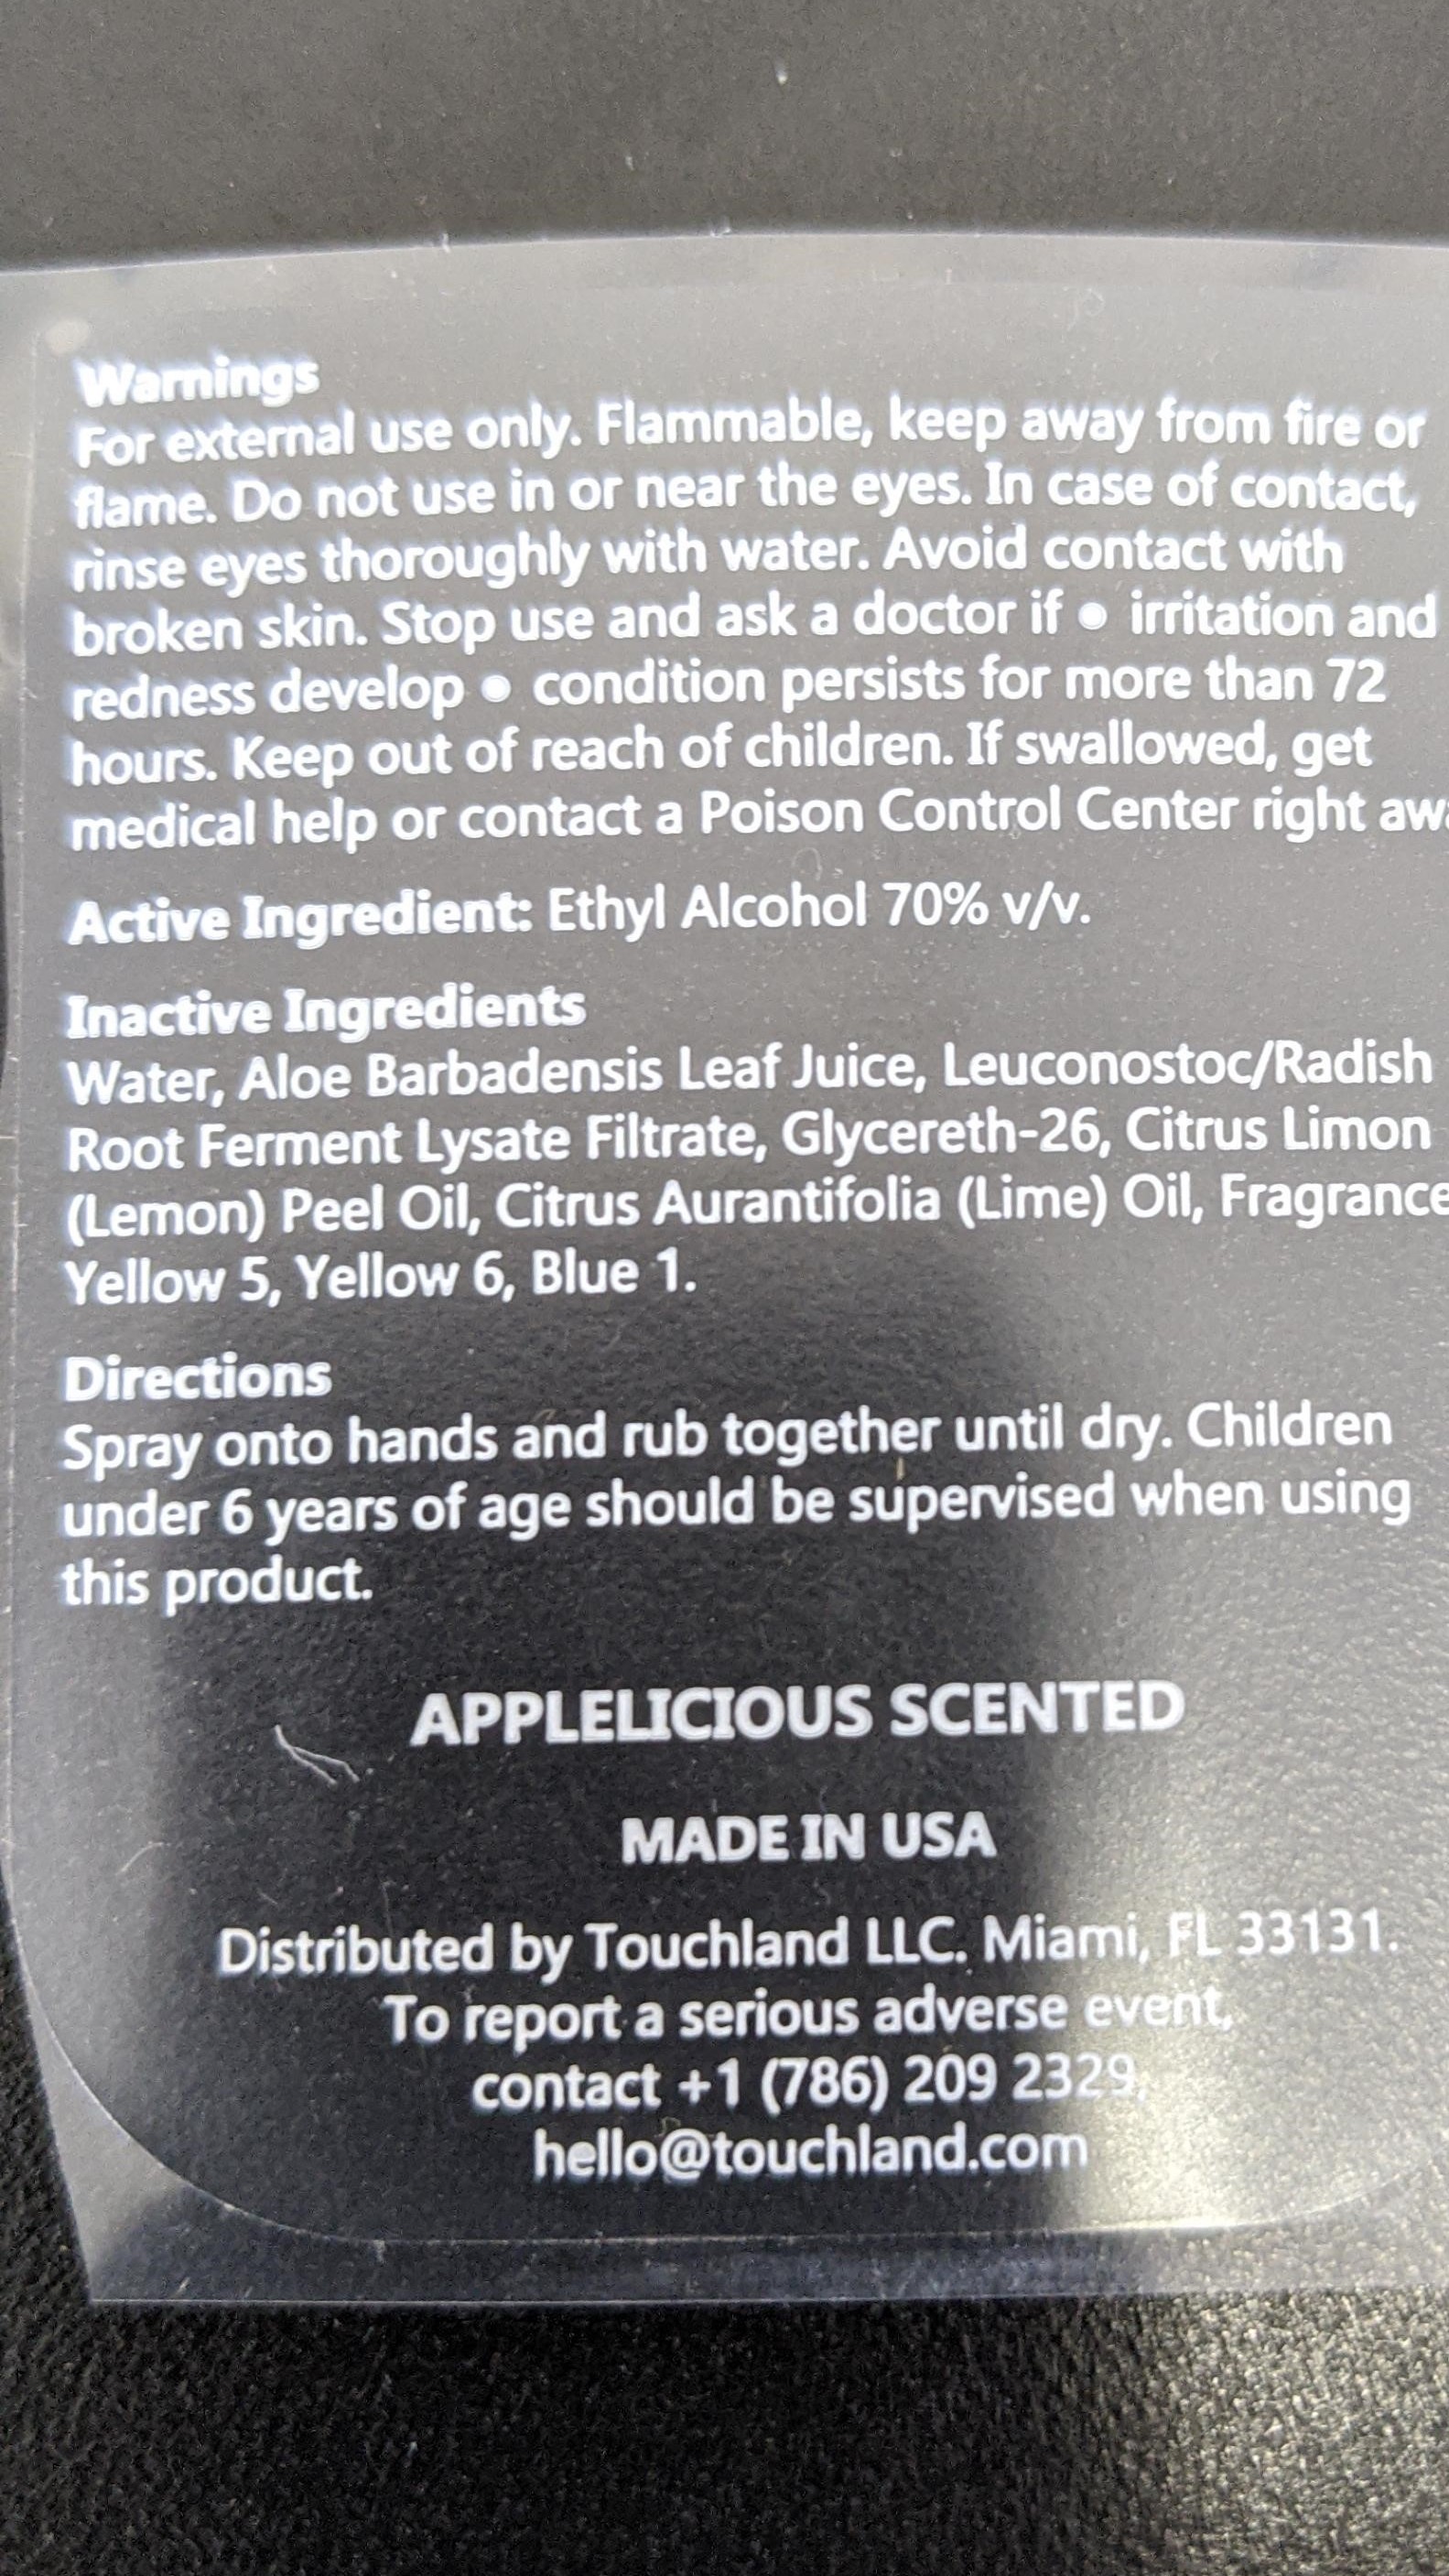 Warnings
For external use only. Flammable, keep away from fire or
flame. Do not use in or near the eyes. In case of contact,
rinse eyes thoroughly with water. Avoid contact with
broken skin. Stop use and ask a doctor if • irritation and
redness develop • condition persists for more than 72
hours. Keep out of reach of children. If swallowed, get
medical help or contact a Poison Control Center right
Active Ingredient: Ethyl Alcohol 70% v/v.
Inactive Ingredients
Water, Aloe Barbadensis Leaf Juice, Leuconostoc/Radish
Root Ferment Lysate Filtrate, Glycereth-26, Citrus Limon
(Lemon) Peel Oil, Citrus Aurantifolia (Lime) Oil, Fragrance
Yellow 5, Yellow 6, Blue 1.
Directions
Spray onto hands and rub together until dry. Children
under 6 years of age should be supervised when using
this product.
APPLELICIOUS SCENTED
MADE IN USA
Distributed by Touchland LLC. Miami, FL 33131.
To report a serious adverse event,
contact +1 (786) 209 2329,
hello@touchland.com